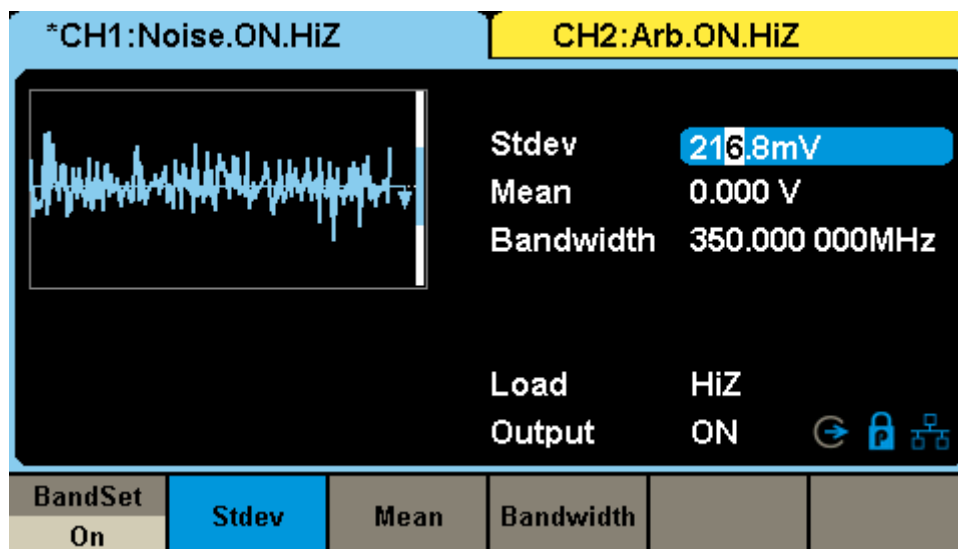 *CH1:Noise.ON.HiZ
CH2:Arb.ON.HiZ
Stdev 216.8mV
Mean 0.000 V
Bandwidth 350.000 000MHz
Load HiZ
Output ON
BandSet
On
Stdev
Mean
Bandwidth